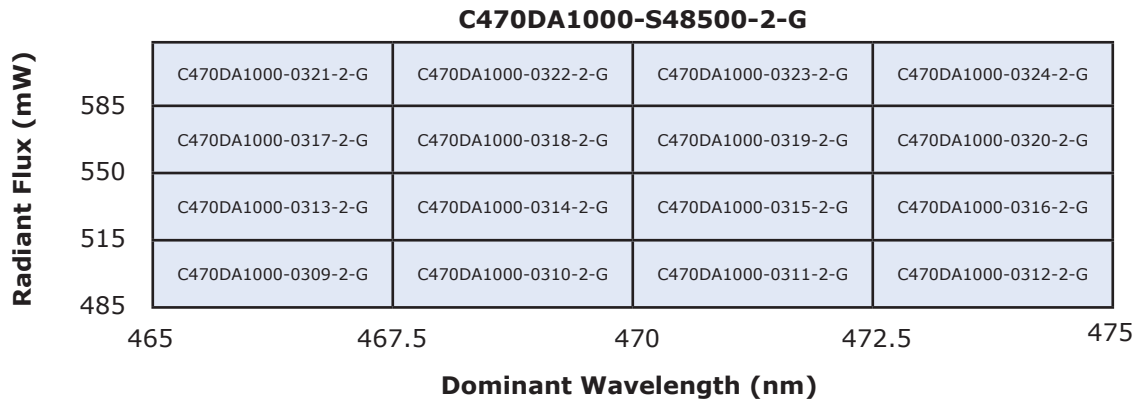 C470DA1000-S48500-2-G
Radiant Flux (mW)
C470DA1000-0321-2-G C470DA1000-0322-2-G C470DA1000-0323-2-G C470DA1000-0324-2-G
585
C470DA1000-0317-2-G C470DA1000-0318-2-G C470DA1000-0319-2-G C470DA1000-0320-2-G
550
C470DA1000-0313-2-G C470DA1000-0314-2-G C470DA1000-0315-2-G C470DA1000-0316-2-G
515
C470DA1000-0309-2-G C470DA1000-0310-2-G C470DA1000-0311-2-G C470DA1000-0312-2-G
485
465 467.5 470 472.5 475
Dominant Wavelength (nm)